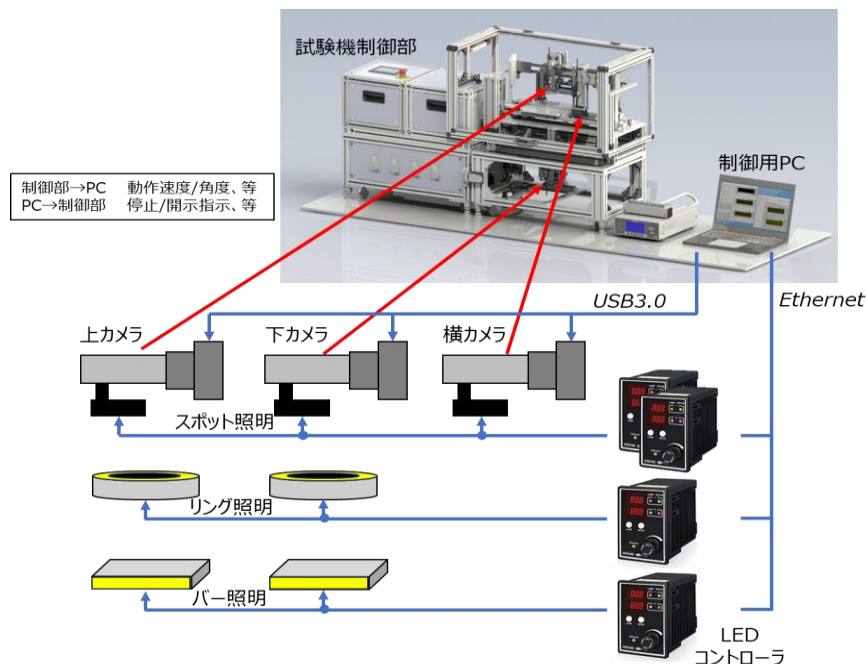 試験機制御部
制御用PC
制御部→PC 動作速度/角度、等
PC→制御部 停止/開示指示、等
USB3.0
Ethernet
上カメラ
下カメラ
横カメラ
スポット照明
リング照明
バー照明
LED
コントローラ